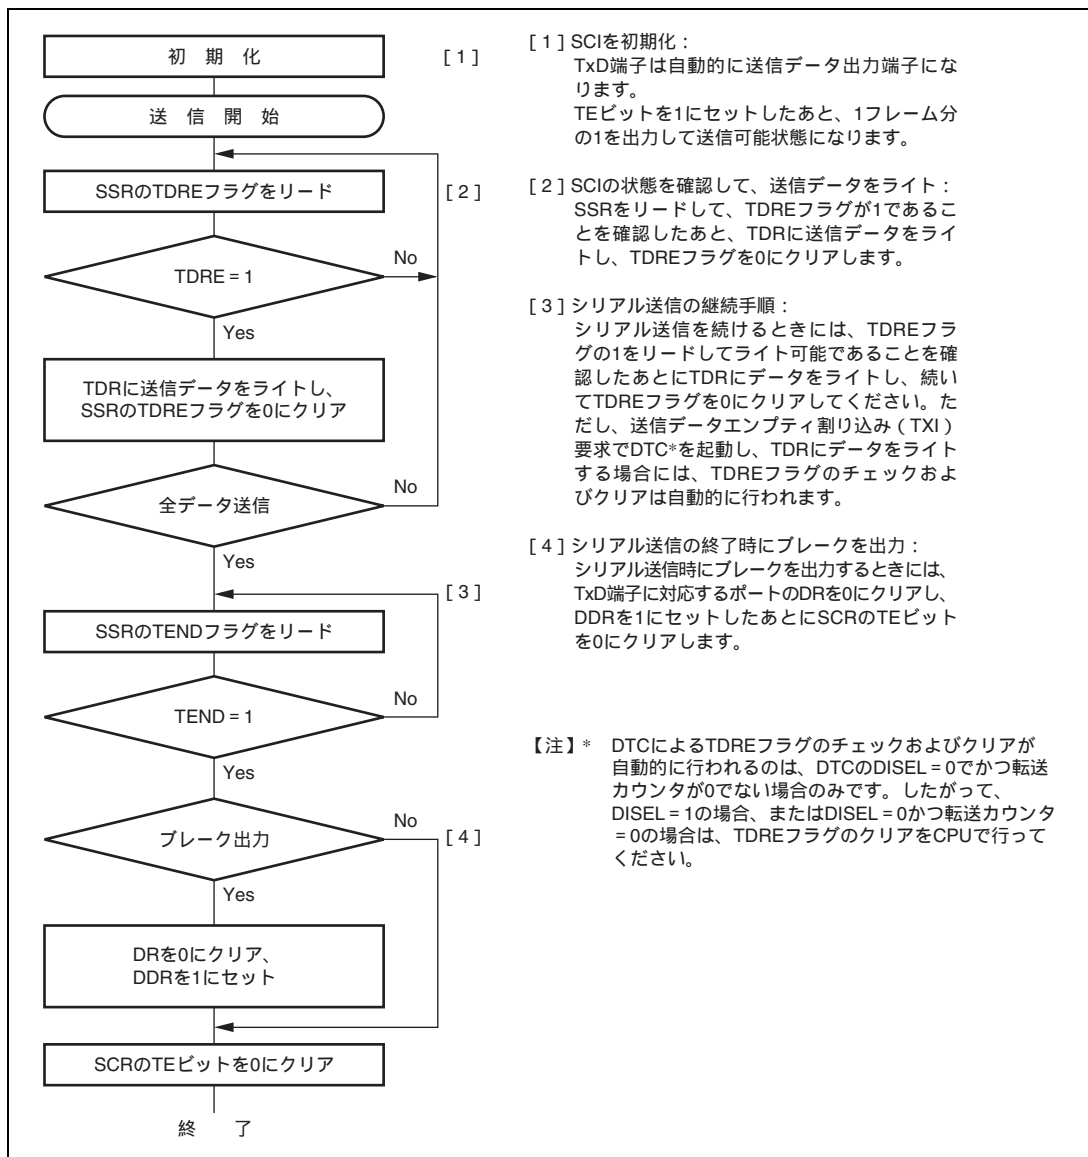 初 期 化
[ 1 ]
送 信 開 始
SSRのTDREフラグをリード
[ 2 ]
TDRE = 1
No
Yes
TDRに送信データをライトし、
SSRのTDREフラグを0にクリア
全データ送信
No
Yes
[ 3 ]
SSRのTENDフラグをリード
TEND = 1
No
Yes
ブレーク出力
No
[ 4 ]
Yes
DRを0にクリア、
DDRを1にセット
SCRのTEビットを0にクリア
終 了
[ 1 ] SCIを初期化：
TxD端子は自動的に送信データ出力端子にな
ります。
TEビットを1にセットしたあと、1フレーム分
の1を出力して送信可能状態になります。
[ 2 ] SCIの状態を確認して、送信データをライト：
SSRをリードして、TDREフラグが1であるこ
とを確認したあと、TDRに送信データをライ
トし、TDREフラグを0にクリアします。
[ 3 ] シリアル送信の継続手順：
シリアル送信を続けるときには、TDREフラ
グの1をリードしてライト可能であることを確
認したあとにTDRにデータをライトし、続い
てTDREフラグを0にクリアしてください。た
だし、送信データエンプティ割り込み（TXI）
要求でDTC*を起動し、TDRにデータをライト
する場合には、TDREフラグのチェックおよ
びクリアは自動的に行われます。
[ 4 ] シリアル送信の終了時にブレークを出力：
シリアル送信時にブレークを出力するときには、
TxD端子に対応するポートのDRを0にクリアし、
DDRを1にセットしたあとにSCRのTEビット
を0にクリアします。
【注】* DTCによるTDREフラグのチェックおよびクリアが
自動的に行われるのは、DTCのDISEL = 0でかつ転送
カウンタが0でない場合のみです。したがって、
DISEL = 1の場合、またはDISEL = 0かつ転送カウンタ
= 0の場合は、TDREフラグのクリアをCPUで行って
ください。